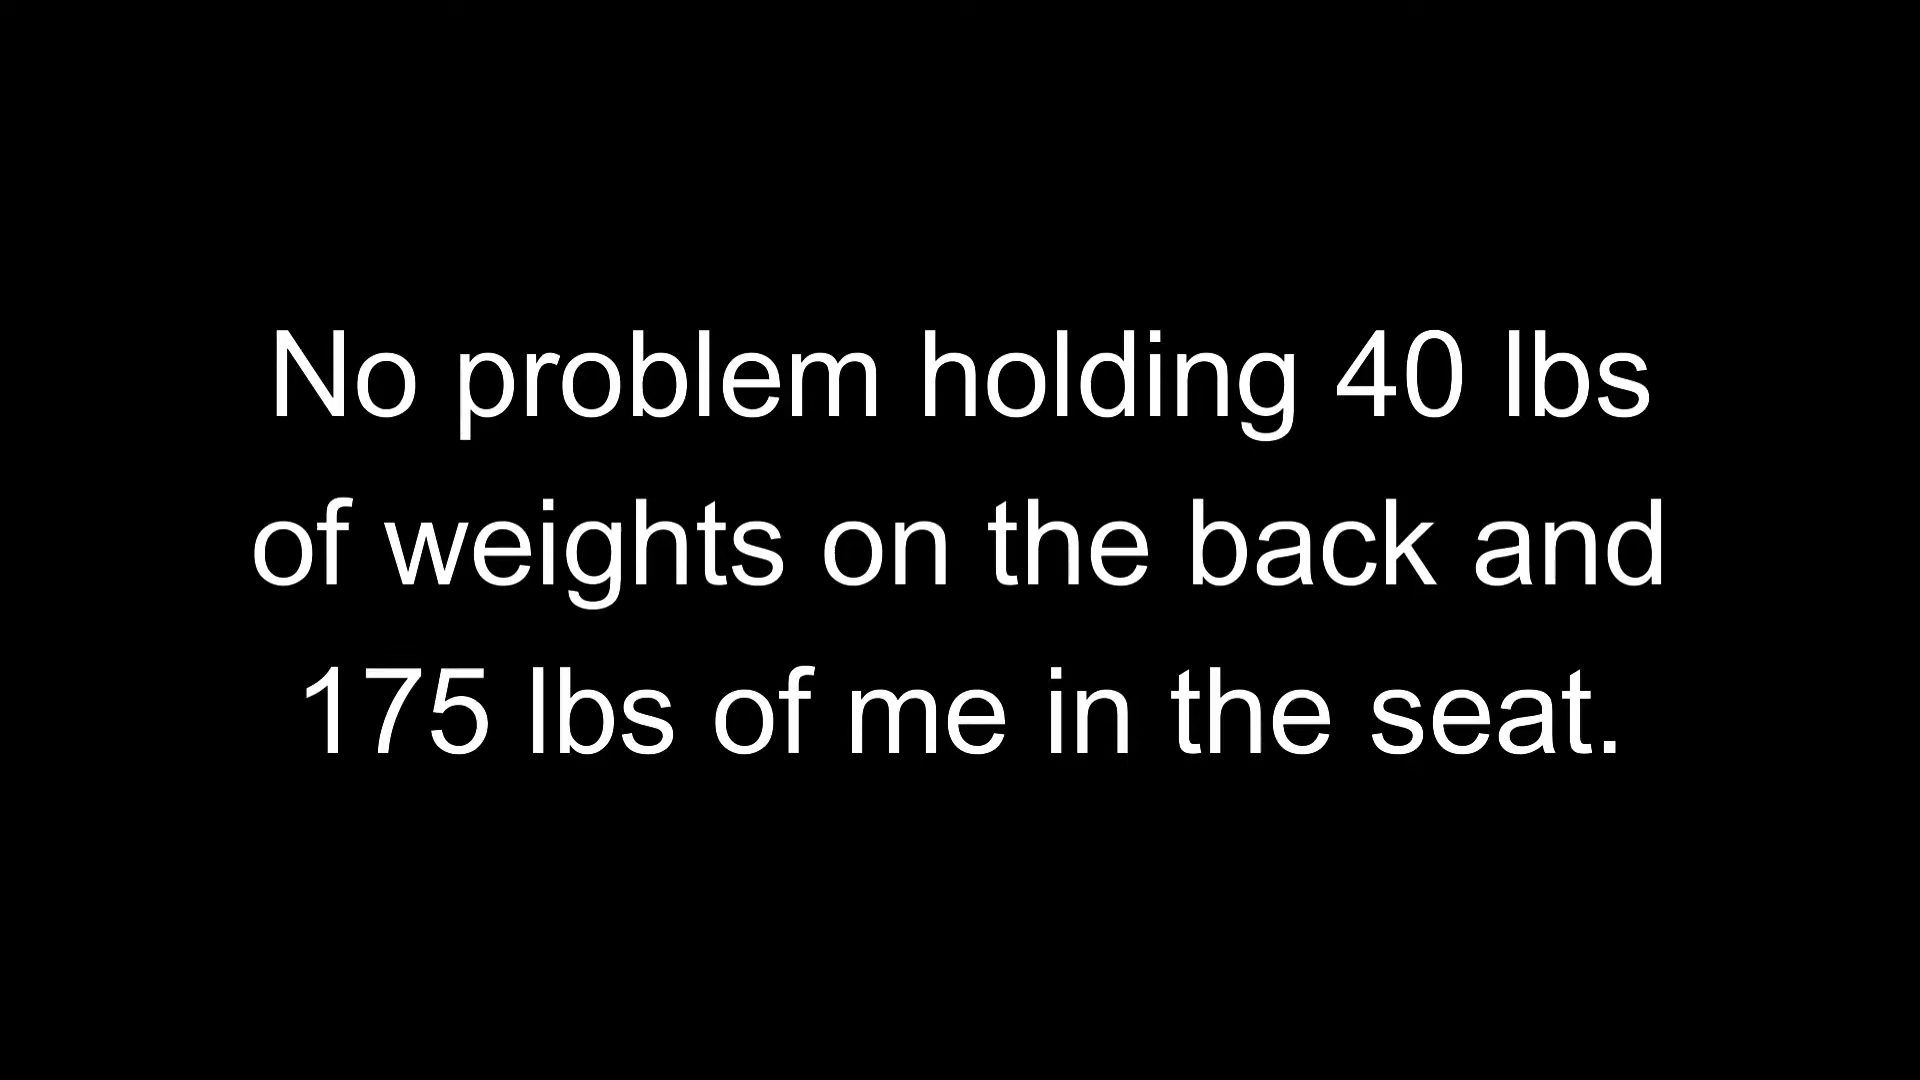 No problem holding 40 lbs
of weights on the back and
175 lbs of me in the seat.